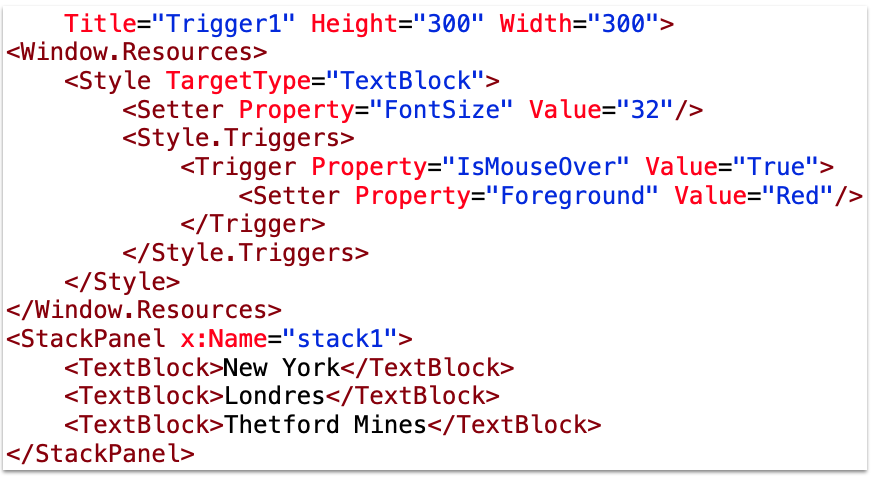 Title="Trigger1" Height="300" Width="300">
<Window.Resources>
<Style TargetType="TextBlock">
<Setter Property="FontSize" Value="32"/>
<Style.Triggers>
<Trigger Property="IsMouseOver" Value="True">
<Setter Property="Foreground" Value="Red"/>
</Trigger>
</Style.Triggers>
</Style>
</Window.Resources>
<StackPanel x:Name="stack1">
<TextBlock>New York</TextBlock>
<TextBlock>Londres</TextBlock>
<TextBlock>Thetford Mines</TextBlock>
</StackPanel>